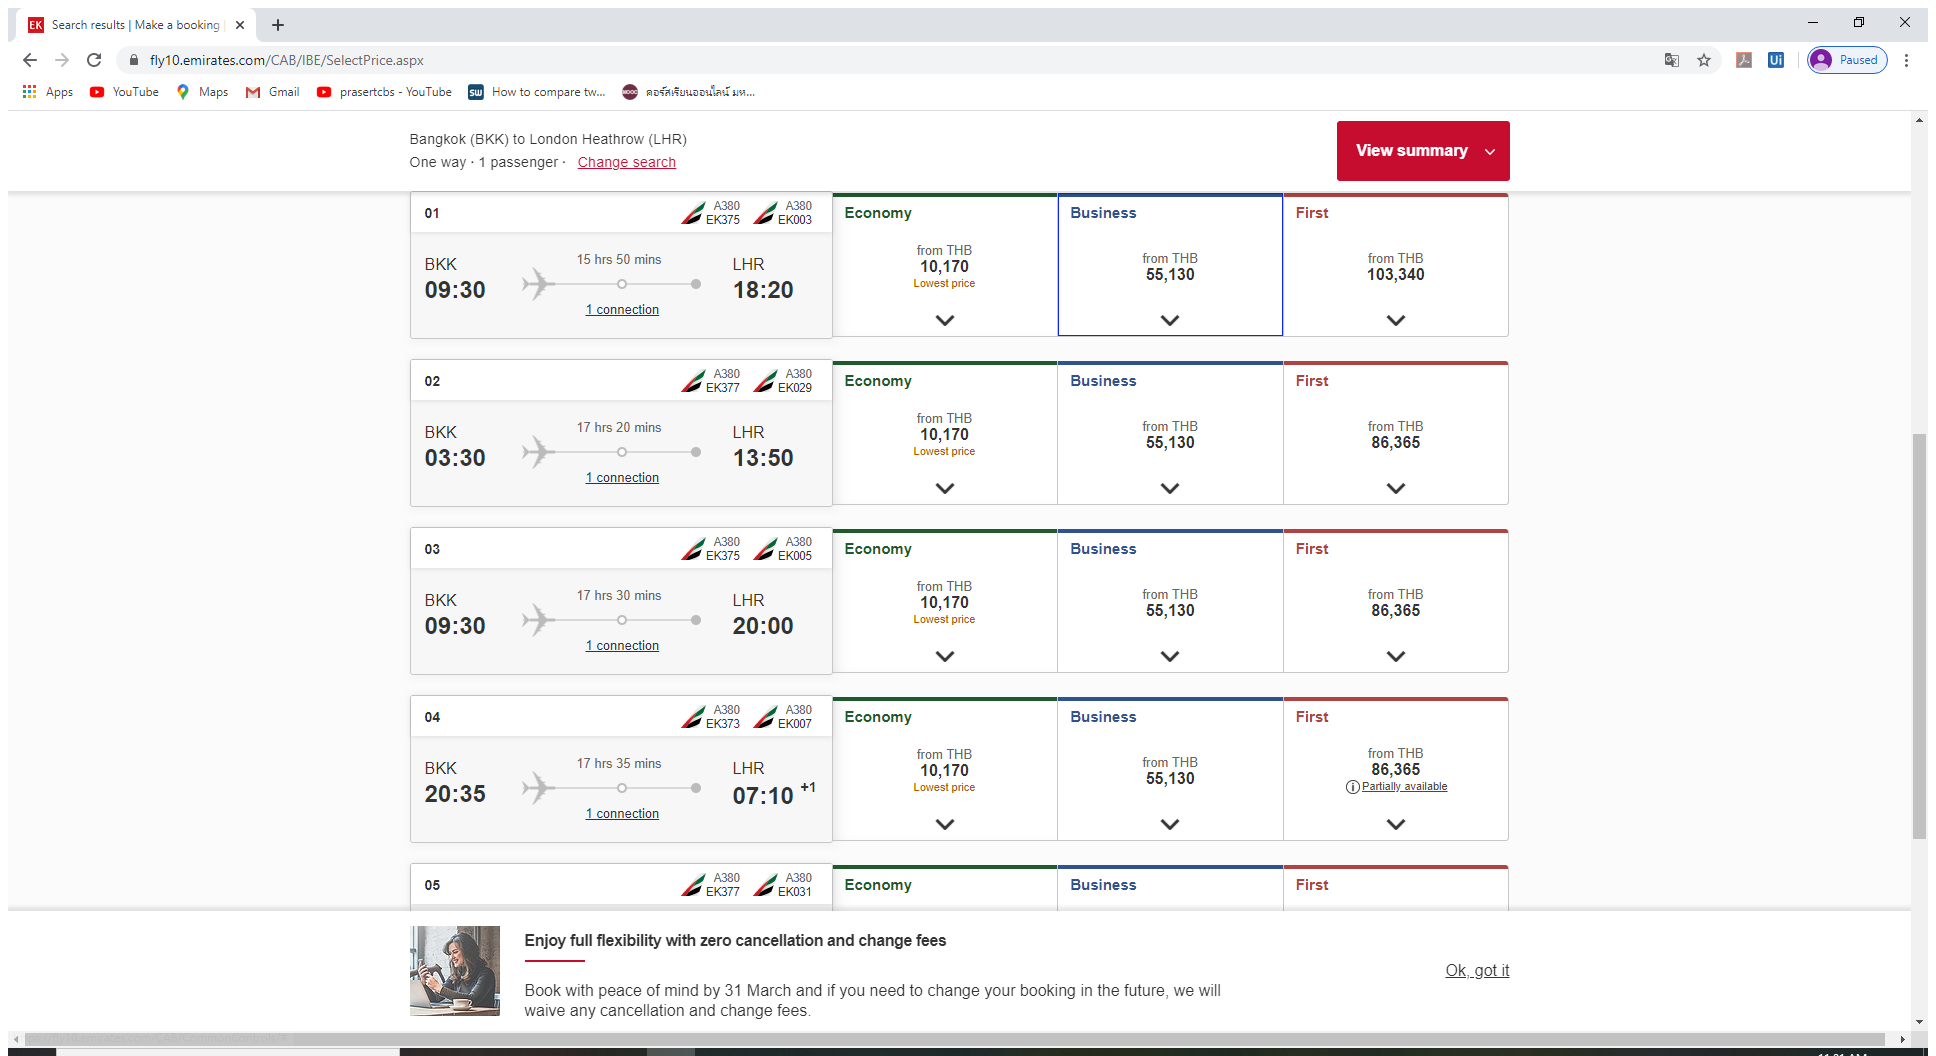 EK Search results | Make a booking
fly10.emirates.com/CAB/IBE/SelectPrice.aspx
Ui
Paused
Apps
YouTube
Maps
Gmail
prasertcbs - YouTube
SW How to compare tw...
MOOC คอร์สเรียนออนไลน์ มห...
Bangkok (BKK) to London Heathrow (LHR)
One way · 1 passenger · Change search
View summary
01
A380 EK375
A380 EK003
BKK
09:30
15 hrs 50 mins
1 connection
LHR
18:20
Economy
from THB
10,170
Lowest price
Business
from THB
55,130
First
from THB
103,340
02
A380 EK377
A380 EK029
BKK
03:30
17 hrs 20 mins
1 connection
LHR
13:50
Economy
from THB
10,170
Lowest price
Business
from THB
55,130
First
from THB
86,365
03
A380 EK375
A380 EK005
BKK
09:30
17 hrs 30 mins
1 connection
LHR
20:00
Economy
from THB
10,170
Lowest price
Business
from THB
55,130
First
from THB
86,365
04
A380 EK373
A380 EK007
BKK
20:35
17 hrs 35 mins
1 connection
LHR
07:10 +1
Economy
from THB
10,170
Lowest price
Business
from THB
55,130
First
from THB
86,365
Partially available
05
A380 EK377
A380 EK031
Economy
Business
First
Enjoy full flexibility with zero cancellation and change fees
Book with peace of mind by 31 March and if you need to change your booking in the future, we will
waive any cancellation and change fees.
Ok, got it